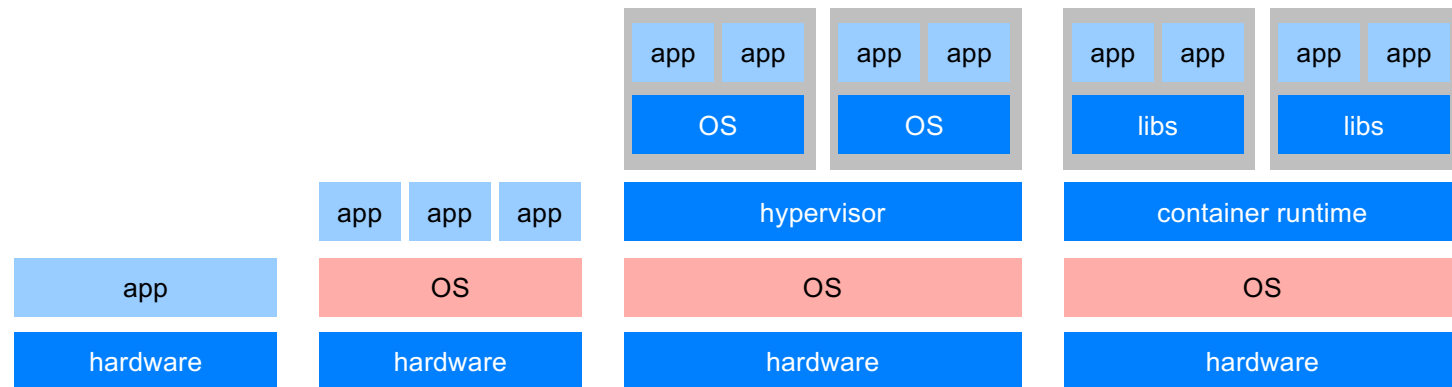 app app app app app app app app
OS OS libs libs
app app app hypervisor container runtime
app OS OS OS
hardware hardware hardware hardware